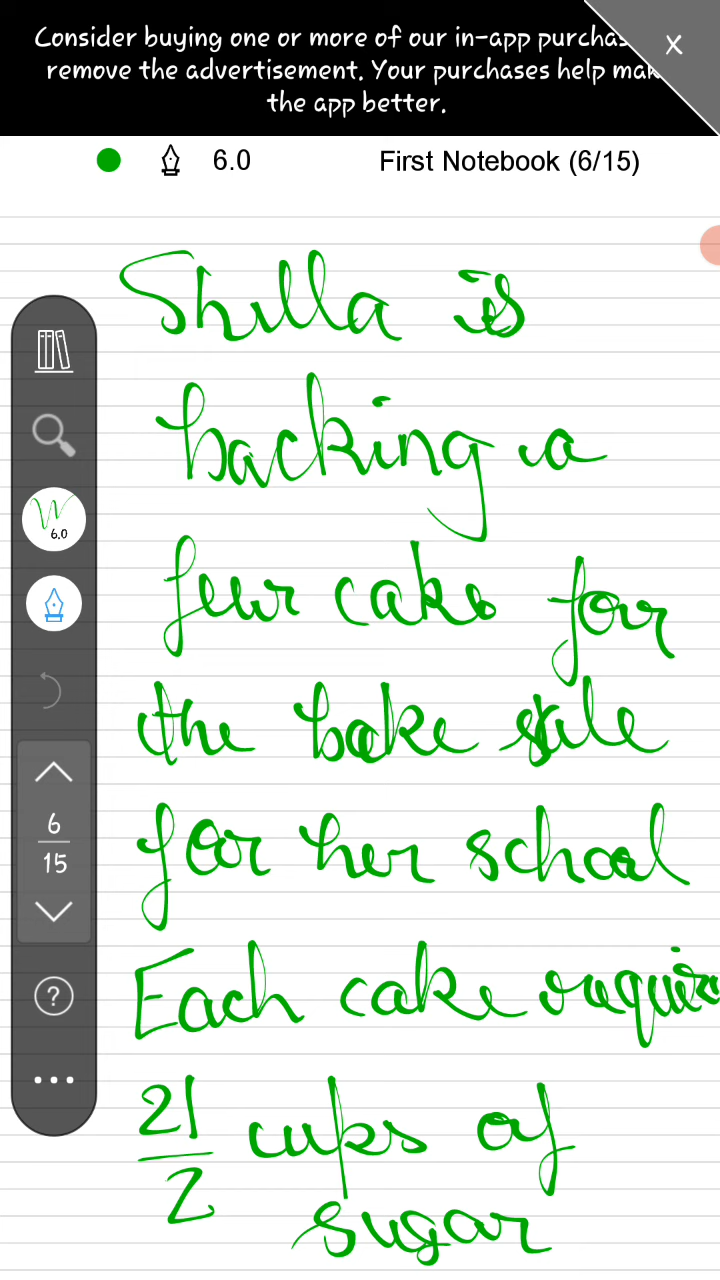 Consider buying one or more of our in-app purchas
remove the advertisement. Your purchases help mak
the app better.
X
6.0 First Notebook (6/15)
Shilla is
backing a
few cake for
the bake sale
6.0
for her school
6
15
Each cake requir
?
21
2 cups of
sugar